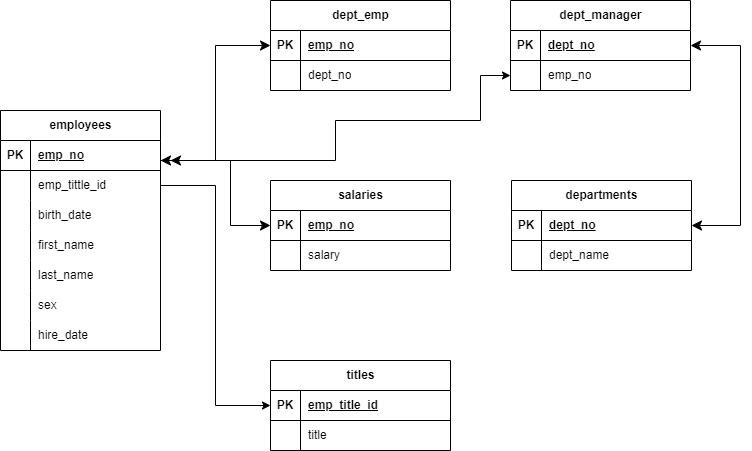 dept_emp
PK emp_no
dept_no
dept_manager
PK dept_no
emp_no
employees
PK emp_no
emp_tittle_id
birth_date
first_name
last_name
sex
hire_date
salaries
PK emp_no
salary
departments
PK dept_no
dept_name
titles
PK emp_title_id
title